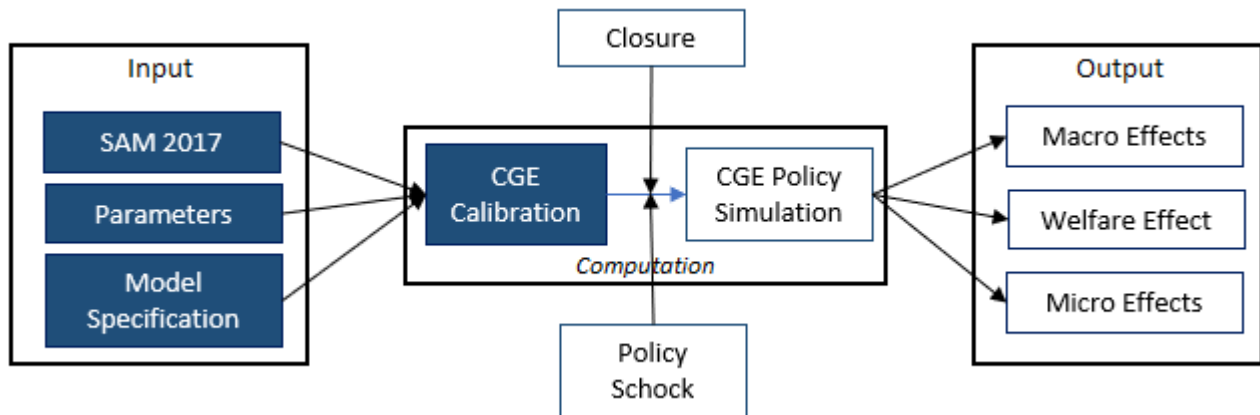 Closure
Input
Output
SAM 2017
Parameters
Model
Specification
CGE
Calibration
CGE Policy
Simulation
Computation
Macro Effects
Welfare Effect
Micro Effects
Policy
Schock